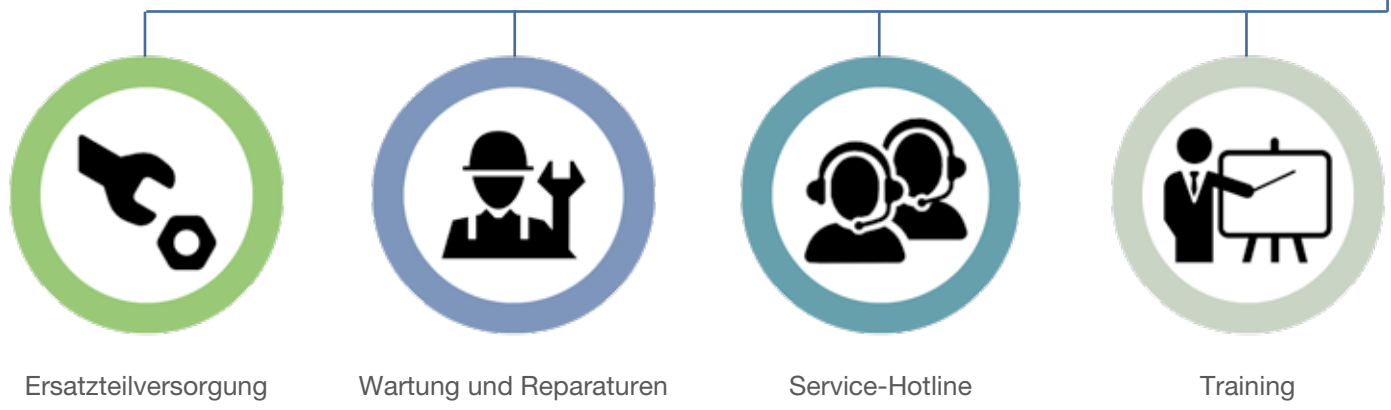 Ersatzteilversorgung
Wartung und Reparaturen
Service-Hotline
Training